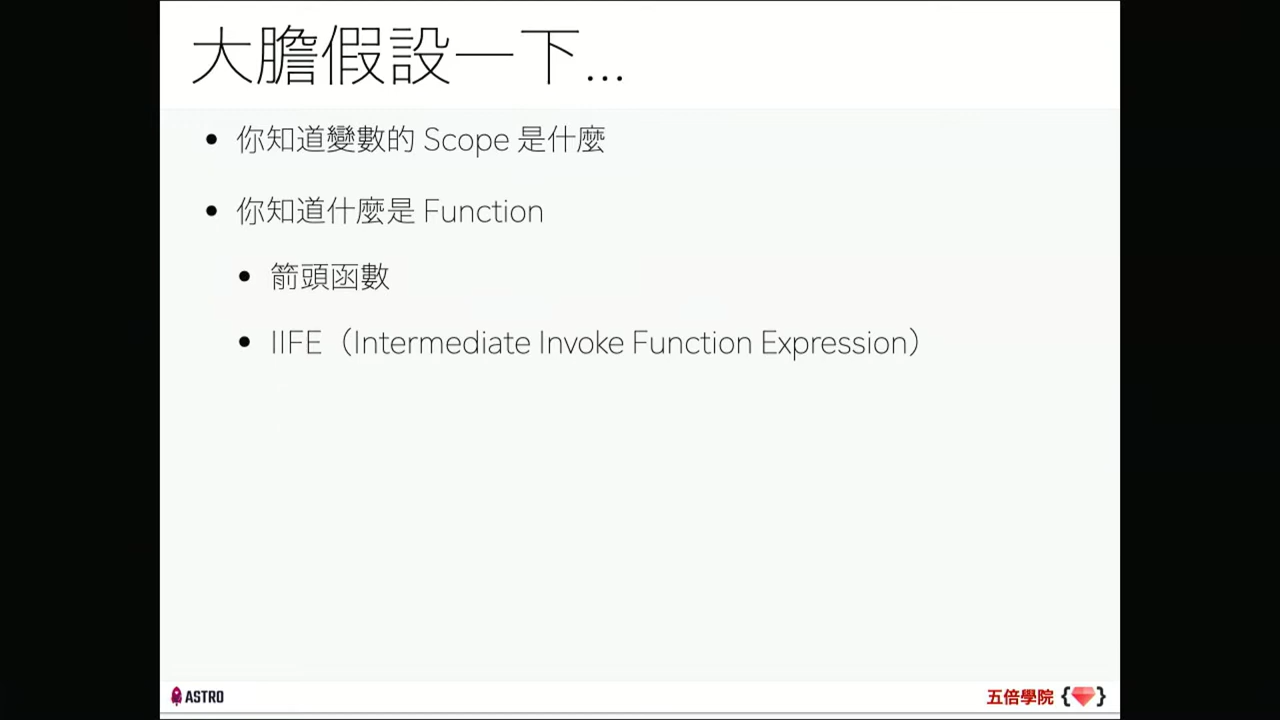 大膽假設一下...
• 你知道變數的 Scope 是什麼
• 你知道什麼是 Function
• 箭頭函數
• IIFE（Intermediate Invoke Function Expression）
ASTRO
五倍學院 { }